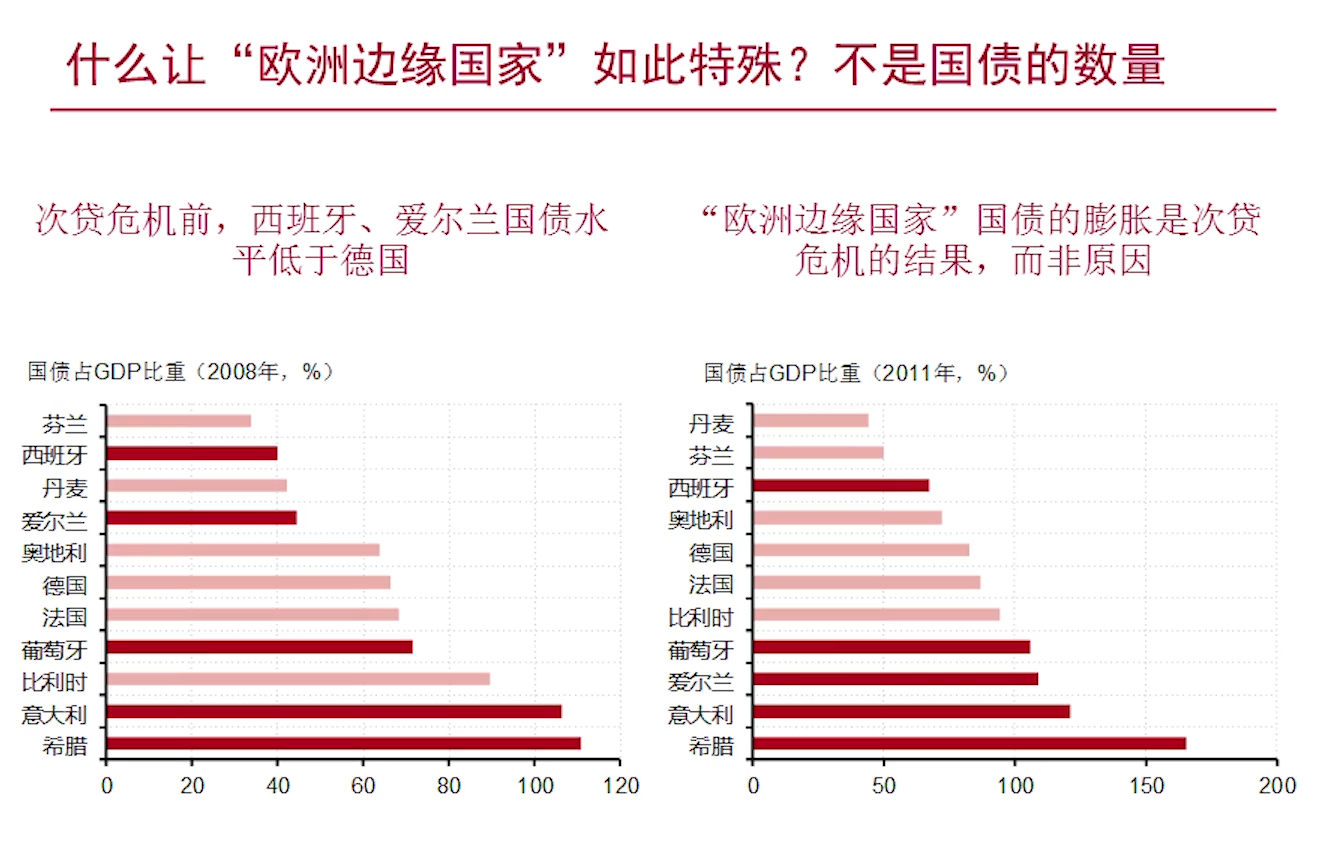 什么让“欧洲边缘国家”如此特殊？不是国债的数量
次贷危机前，西班牙、爱尔兰国债水
平低于德国
“欧洲边缘国家”国债的膨胀是次贷
危机的结果，而非原因
国债占GDP比重（2008年，%）
芬兰
西班牙
丹麦
爱尔兰
奥地利
德国
法国
葡萄牙
比利时
意大利
希腊
0 20 40 60 80 100 120
国债占GDP比重（2011年，%）
丹麦
芬兰
西班牙
奥地利
德国
法国
比利时
葡萄牙
爱尔兰
意大利
希腊
0 50 100 150 200